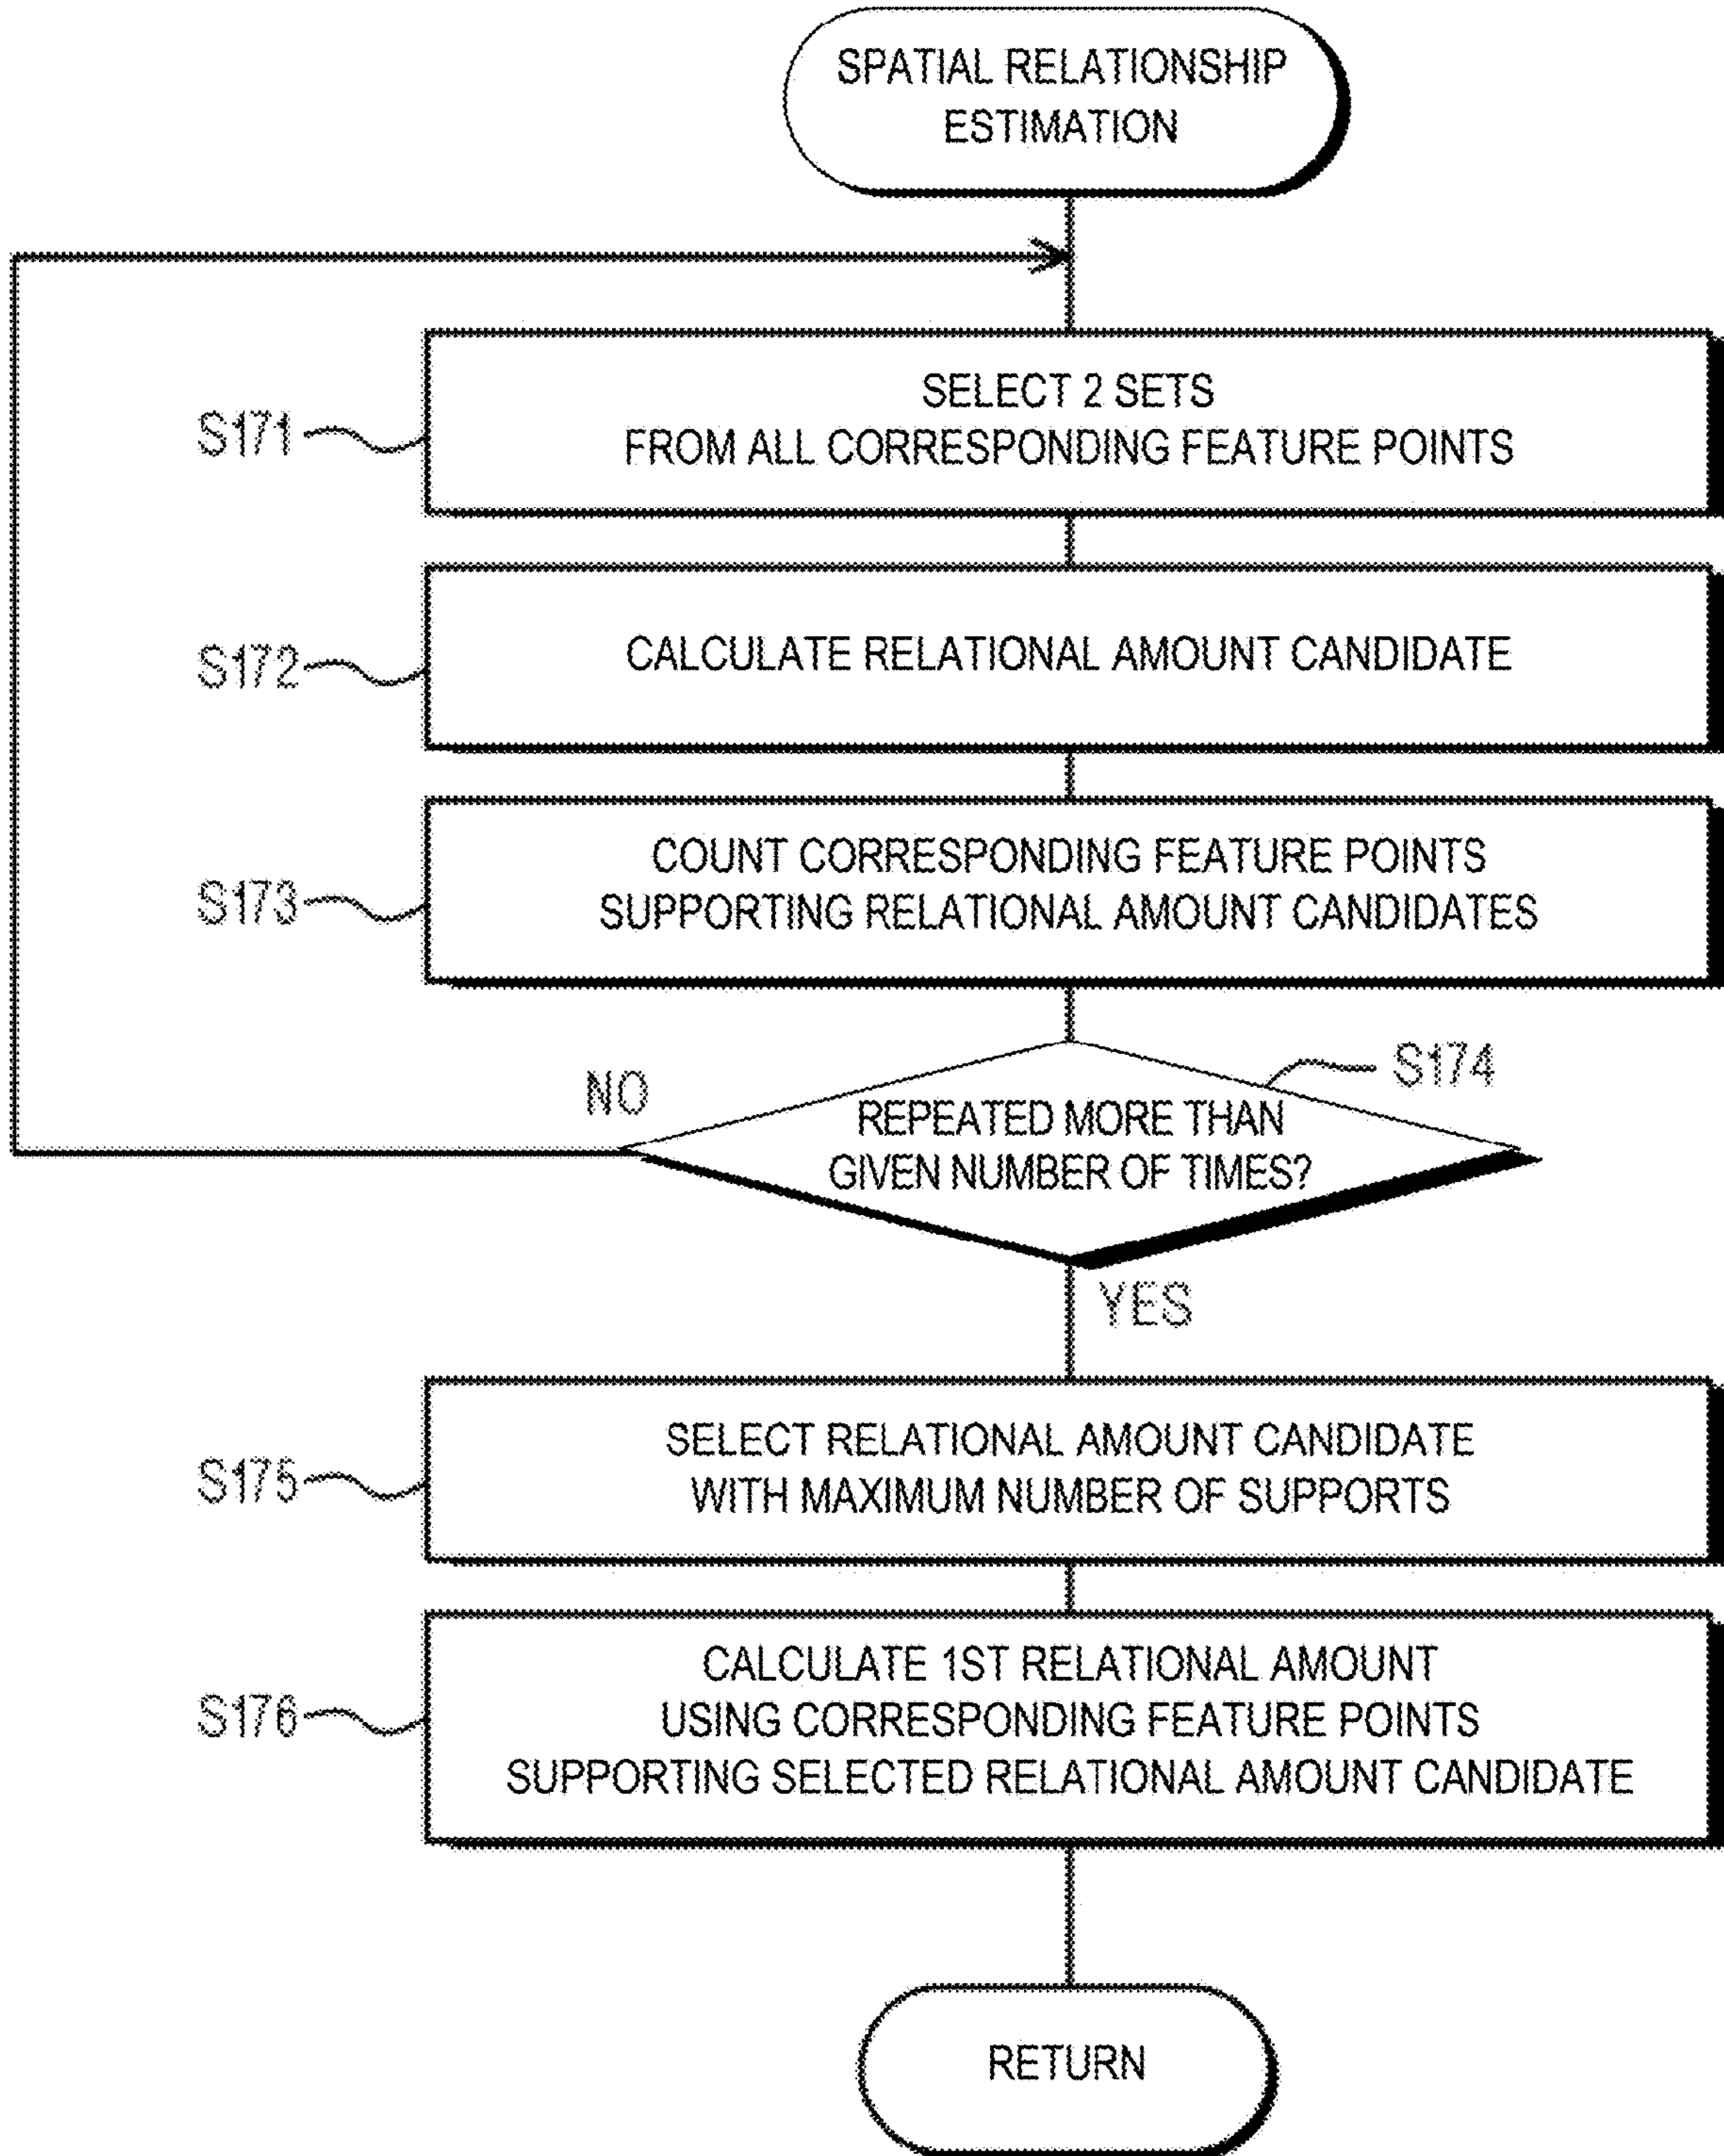 SPATIAL RELATIONSHIP
ESTIMATION
SELECT 2 SETS
FROM ALL CORRESPONDING FEATURE POINTS
S171
CALCULATE RELATIONAL AMOUNT CANDIDATE
S172
COUNT CORRESPONDING FEATURE POINTS
SUPPORTING RELATIONAL AMOUNT CANDIDATES
S173
S174
NO
REPEATED MORE THAN
GIVEN NUMBER OF TIMES?
YES
SELECT RELATIONAL AMOUNT CANDIDATE
WITH MAXIMUM NUMBER OF SUPPORTS
S175
CALCULATE 1ST RELATIONAL AMOUNT
USING CORRESPONDING FEATURE POINTS
SUPPORTING SELECTED RELATIONAL AMOUNT CANDIDATE
S176
RETURN